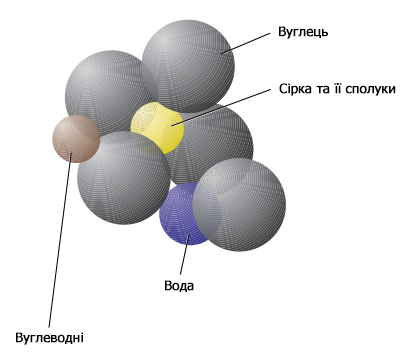 Вуглець
Сірка та її сполуки
Вода
Вуглеводні